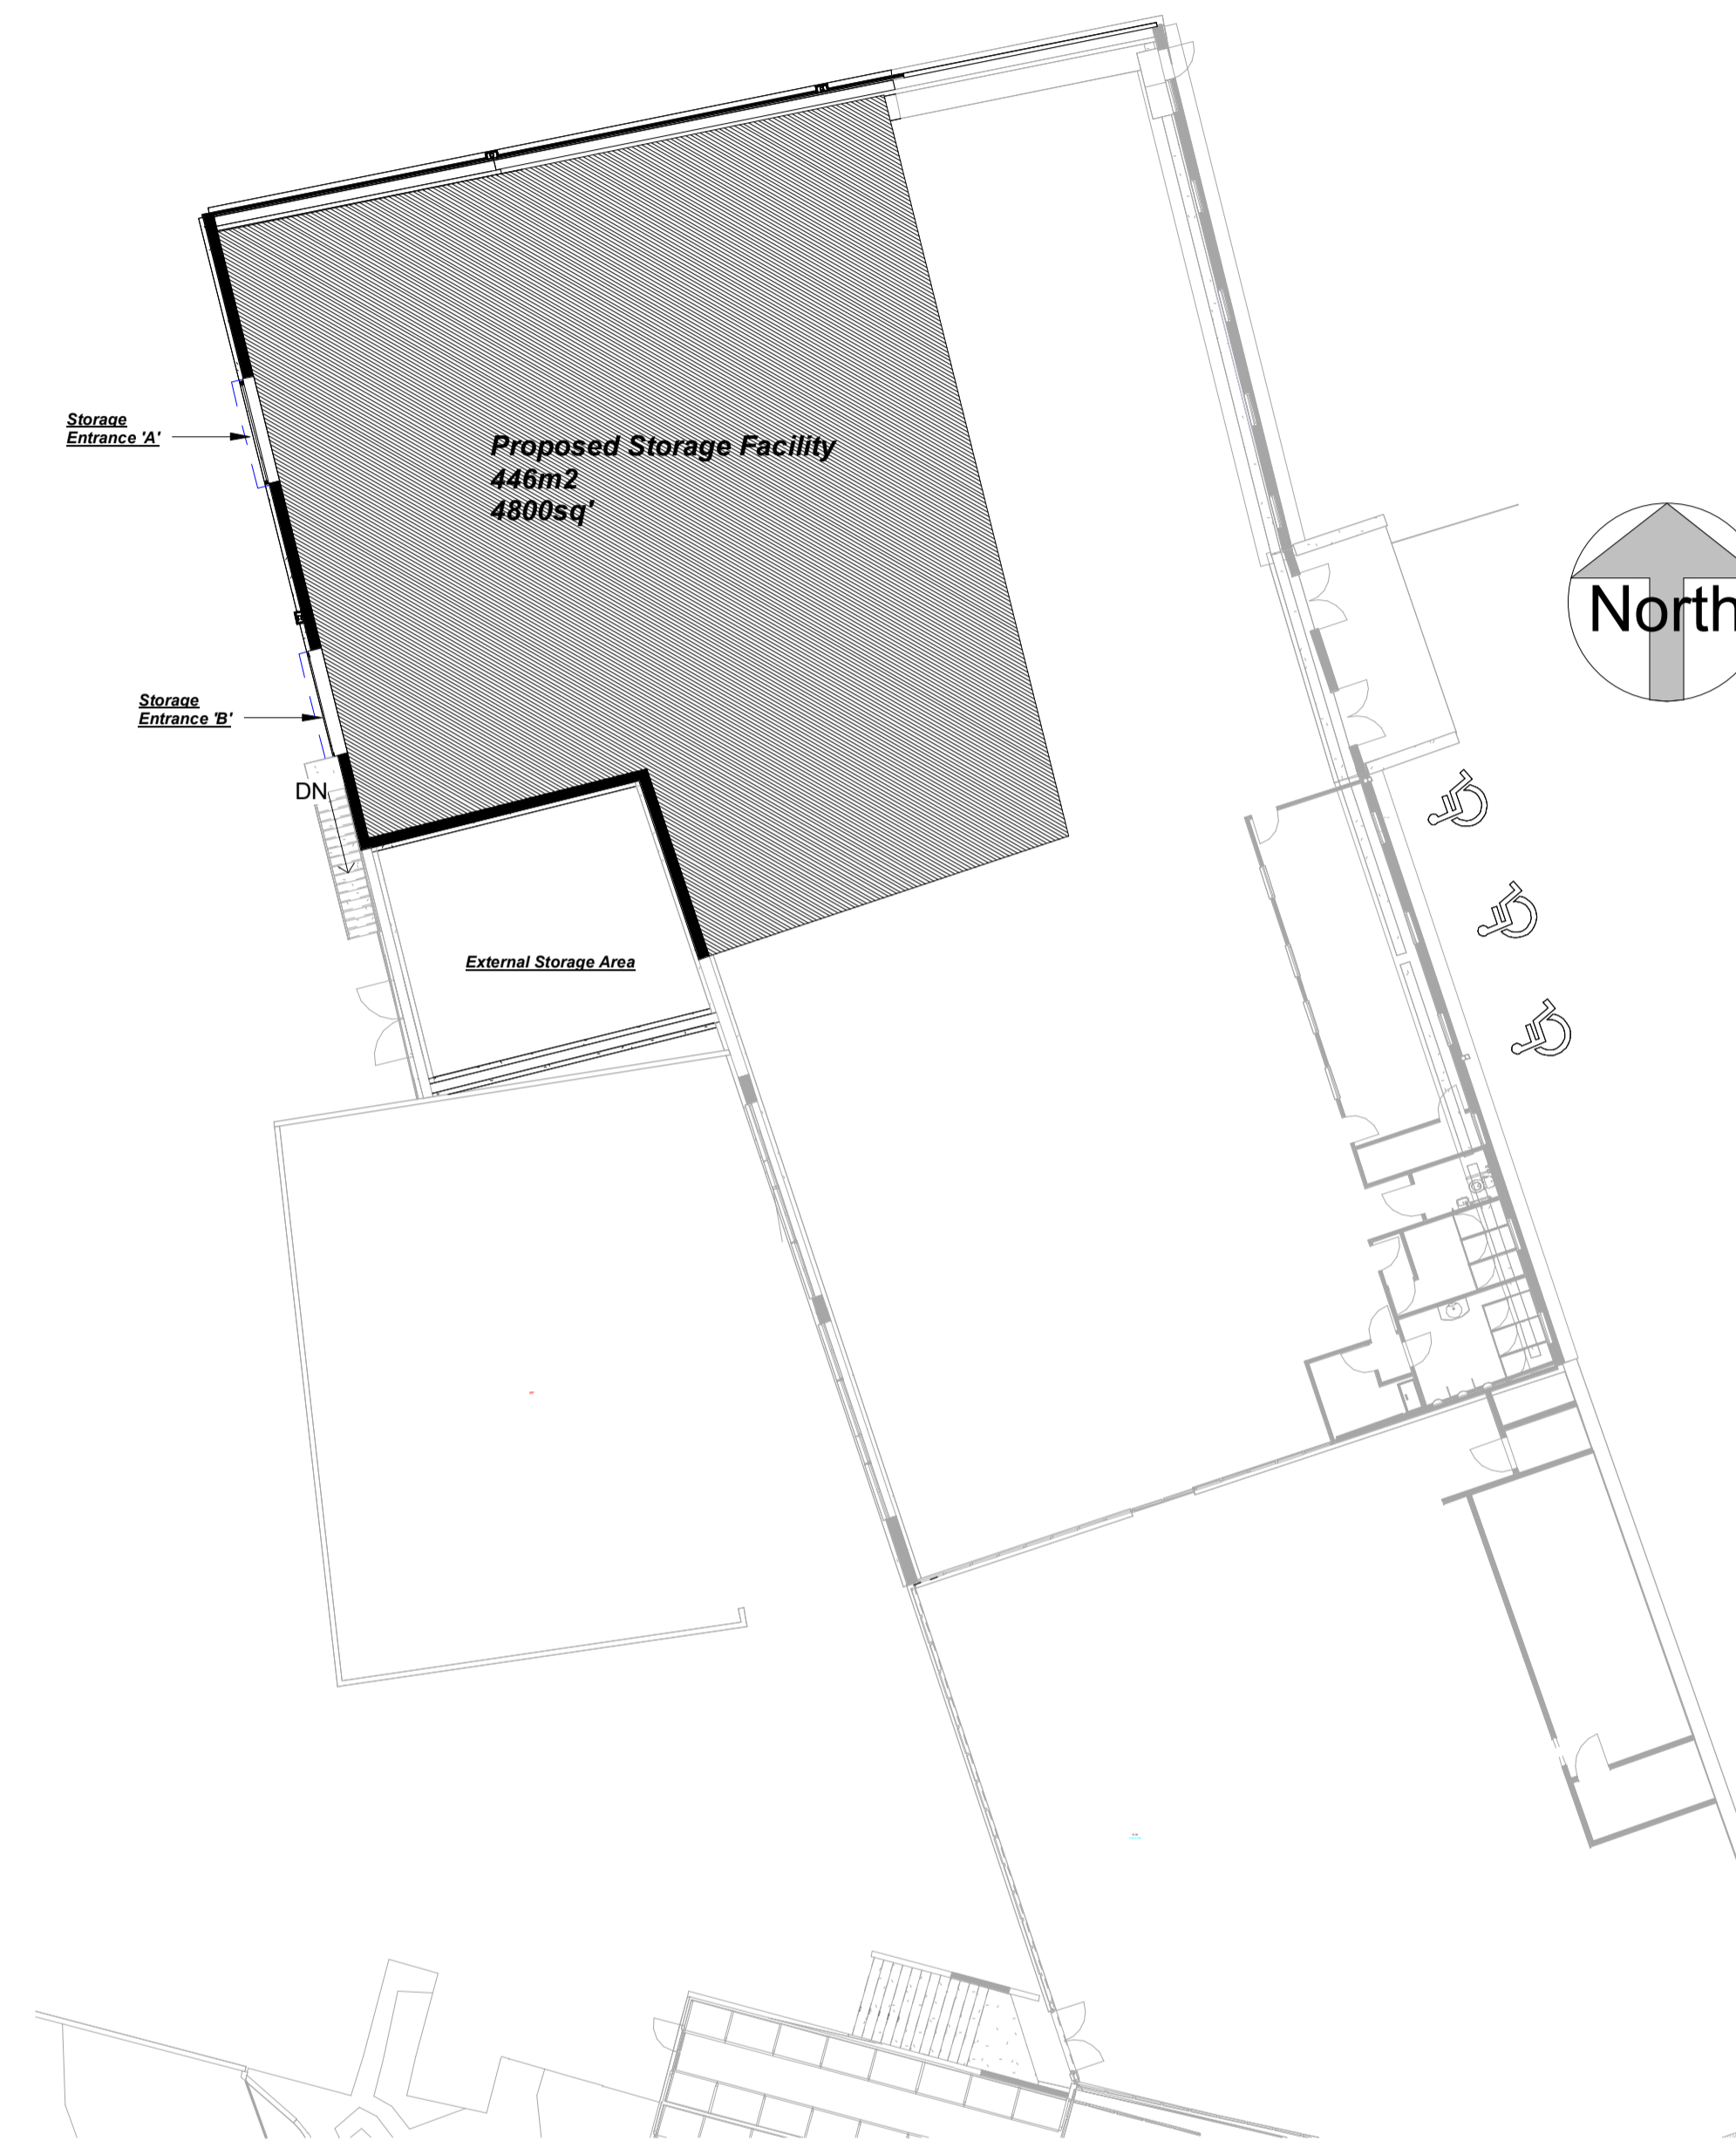 Storage
Entrance 'A'
Proposed Storage Facility
446m2
4800sq'
North
Storage
Entrance 'B'
DN
External Storage Area